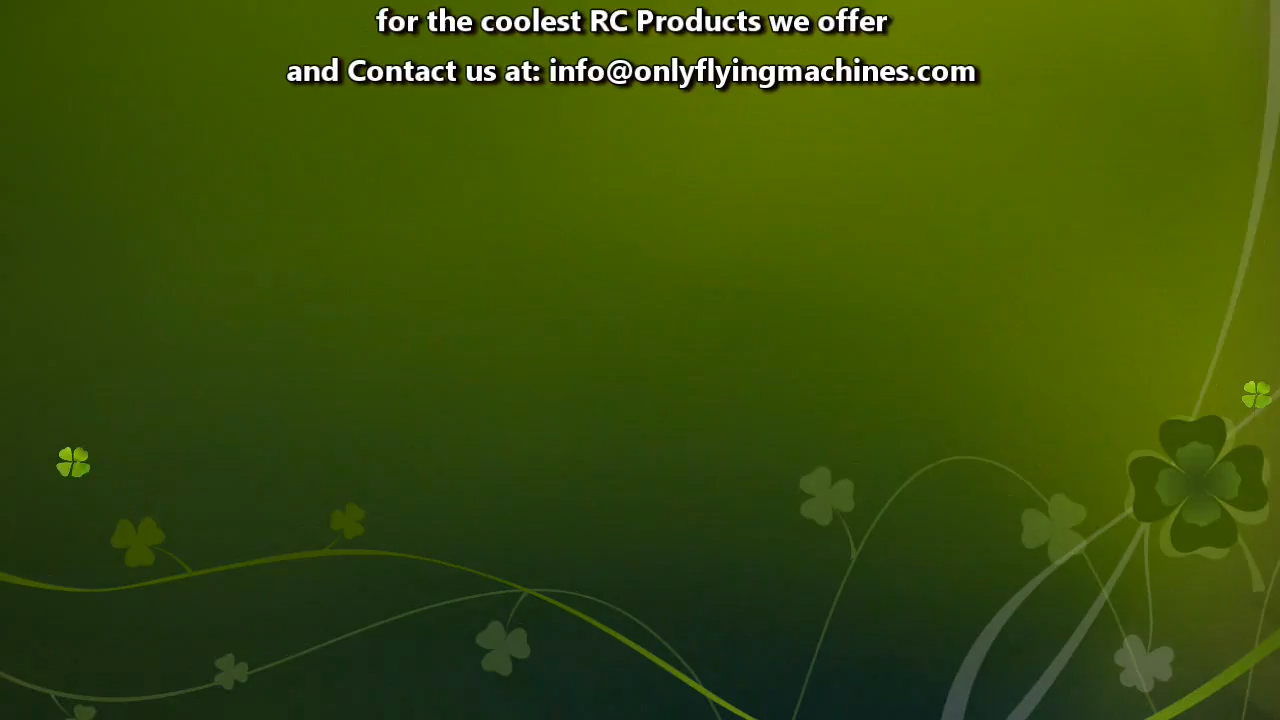 for the coolest RC Products we offer
and Contact us at: info@onlyflyingmachines.com